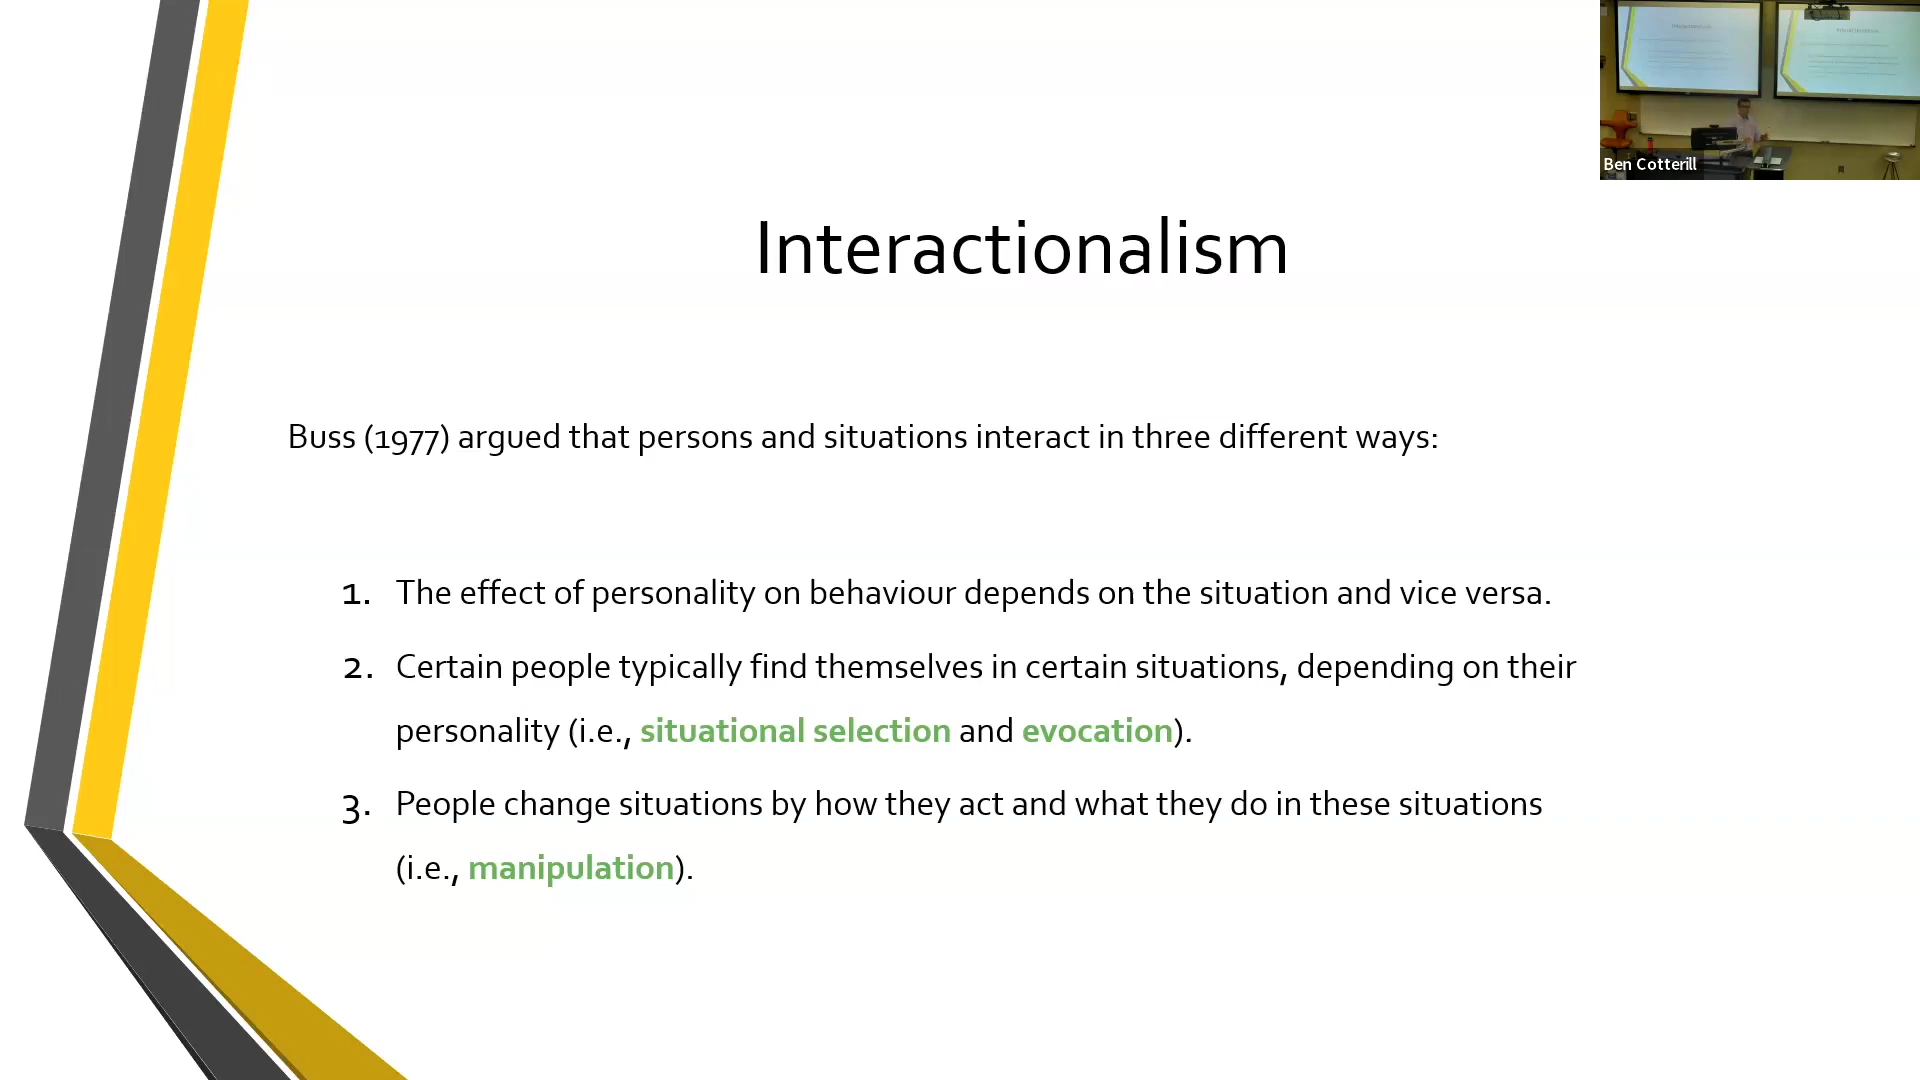 Ben Cotterill
Interactionalism
Buss (1977) argued that persons and situations interact in three different ways:
1. The effect of personality on behaviour depends on the situation and vice versa.
2. Certain people typically find themselves in certain situations, depending on their
personality (i.e., situational selection and evocation).
3. People change situations by how they act and what they do in these situations
(i.e., manipulation).